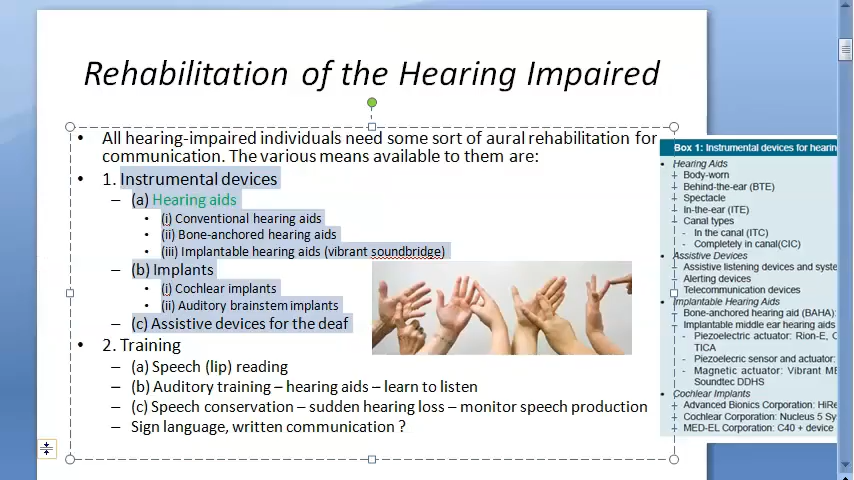 Rehabilitation of the Hearing Impaired
• All hearing-impaired individuals need some sort of aural rehabilitation for
communication. The various means available to them are:
• 1. Instrumental devices
– (a) Hearing aids
• (i) Conventional hearing aids
• (ii) Bone-anchored hearing aids
• (iii) Implantable hearing aids (vibrant soundbridge)
– (b) Implants
• (i) Cochlear implants
• (ii) Auditory brainstem implants
– (c) Assistive devices for the deaf
• 2. Training
– (a) Speech (lip) reading
– (b) Auditory training – hearing aids – learn to listen
– (c) Speech conservation – sudden hearing loss – monitor speech production
– Sign language, written communication ?
Box 1: Instrumental devices for hearin
• Hearing Aids
Body-worn
Behind-the-ear (BTE)
Spectacle
In-the-ear (ITE)
Canal types
- In the canal (ITC)
- Completely in canal(CIC)
• Assistive Devices
Assistive listening devices and syste
Alerting devices
Telecommunication devices
• Implantable Hearing Aids
Bone-anchored hearing aid (BAHA):
Implantable middle ear hearing aids
- Piezoelectric actuator: Rion-E,
TICA
- Piezoelecric sensor and actuator:
- Magnetic actuator: Vibrant
Soundtec DDHS
• Cochlear Implants
Advanced Bionics Corporation: HiRe
Cochlear Corporation: Nucleus 5 Sy
MED-EL Corporation: C40 + device